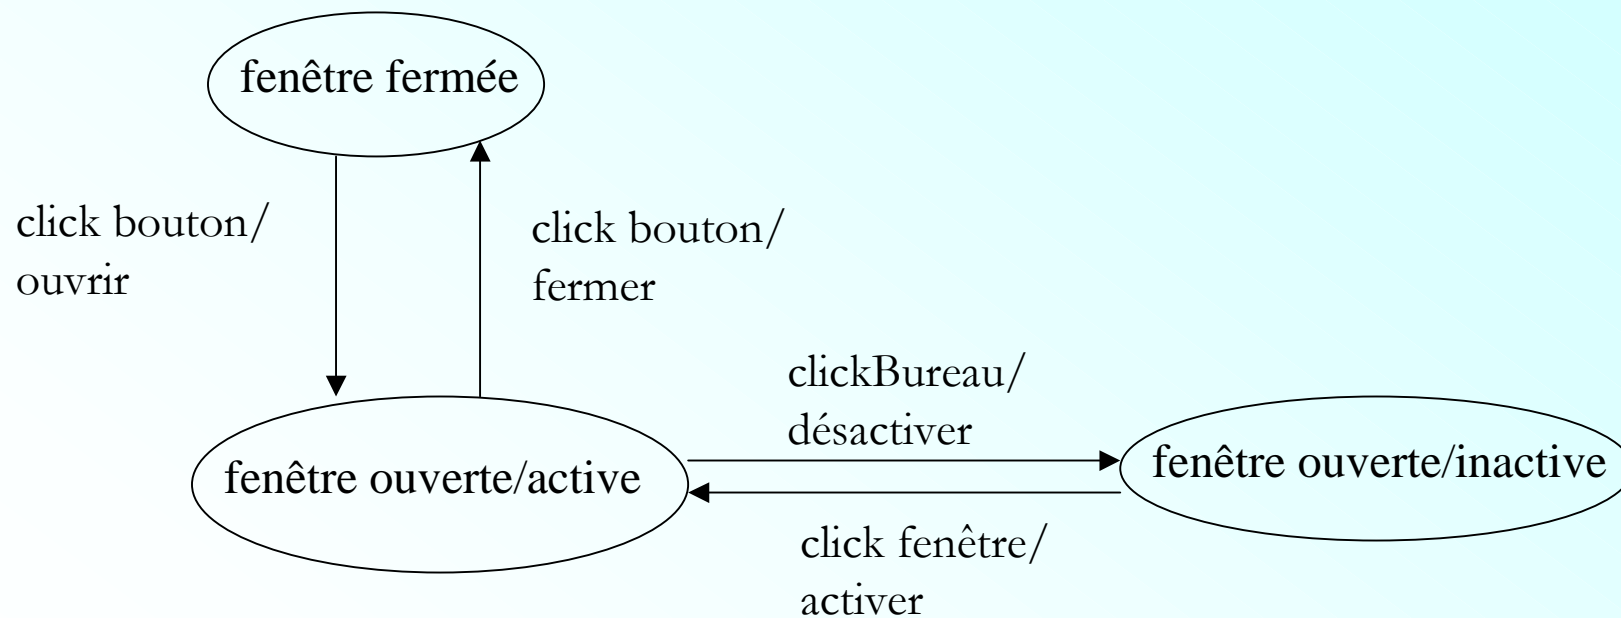 fenêtre fermée
click bouton/
ouvrir
click bouton/
fermer
clickBureau/
désactiver
fenêtre ouverte/active
fenêtre ouverte/inactive
click fenêtre/
activer